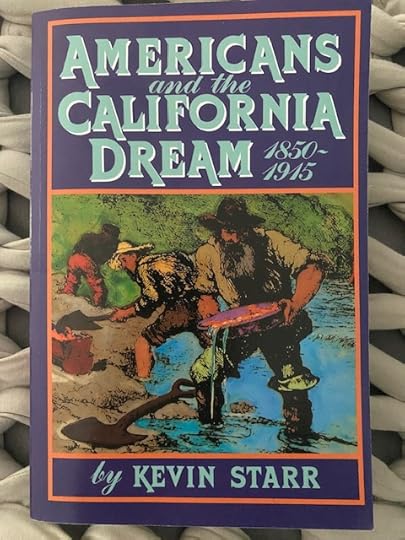 AMERICANS
and the
CALIFORNIA
DREAM 1850~
1915
by KEVIN STARR